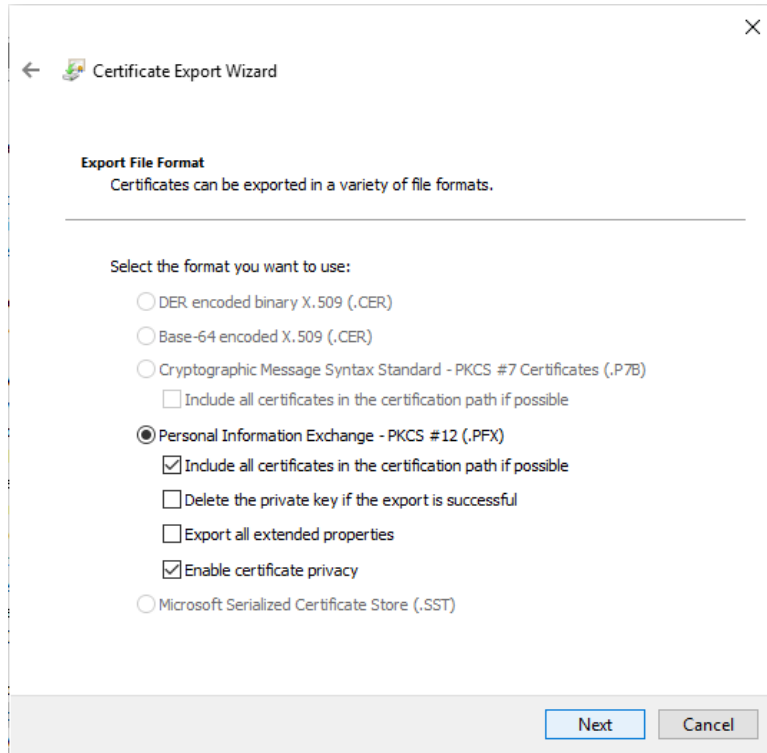 Certificate Export Wizard
Export File Format
Certificates can be exported in a variety of file formats.
Select the format you want to use:
DER encoded binary X.509 (.CER)
Base-64 encoded X.509 (.CER)
Cryptographic Message Syntax Standard - PKCS #7 Certificates (.P7B)
Include all certificates in the certification path if possible
Personal Information Exchange - PKCS #12 (.PFX)
Include all certificates in the certification path if possible
Delete the private key if the export is successful
Export all extended properties
Enable certificate privacy
Microsoft Serialized Certificate Store (.SST)
Next Cancel